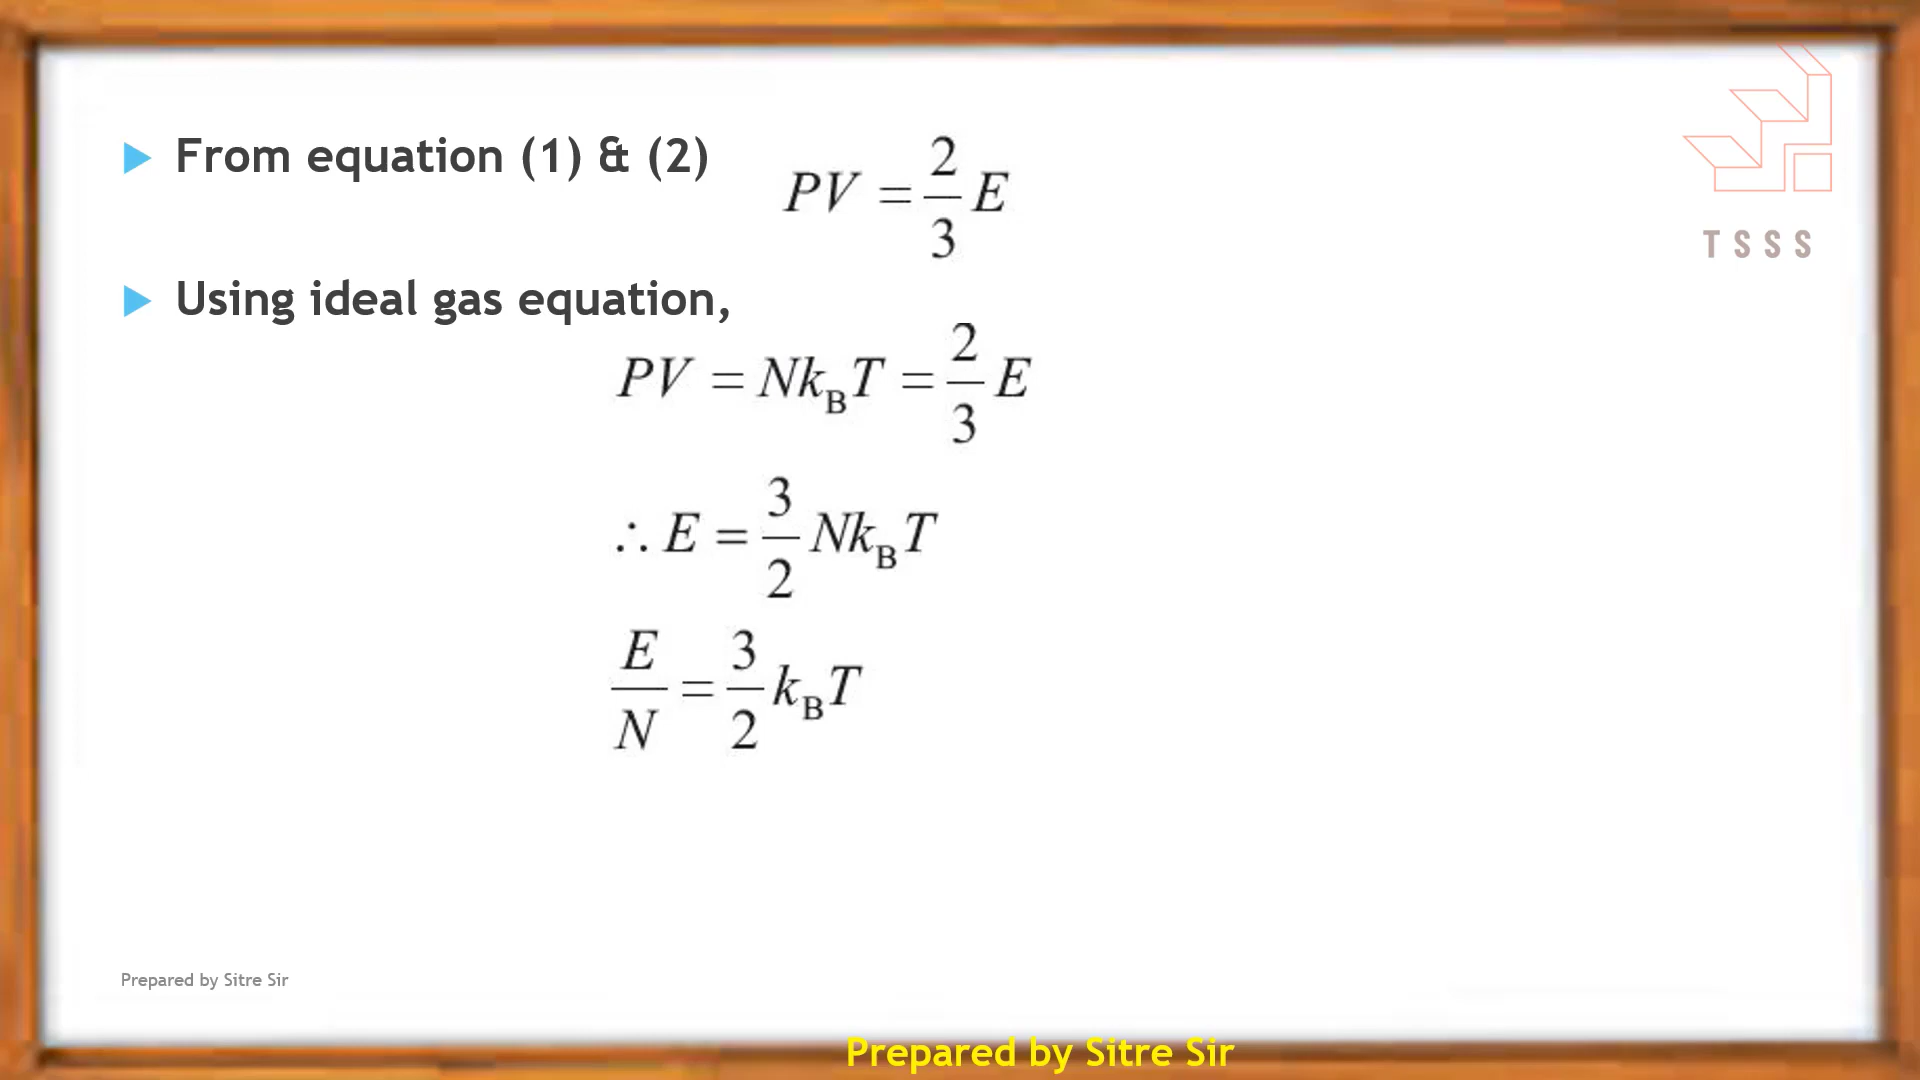 From equation (1) & (2)
PV = 2/3 E
TSSS
Using ideal gas equation,
PV = Nk_B T = 2/3 E
∴ E = 3/2 Nk_B T
E/N = 3/2 k_B T
Prepared by Sitre Sir
Prepared by Sitre Sir